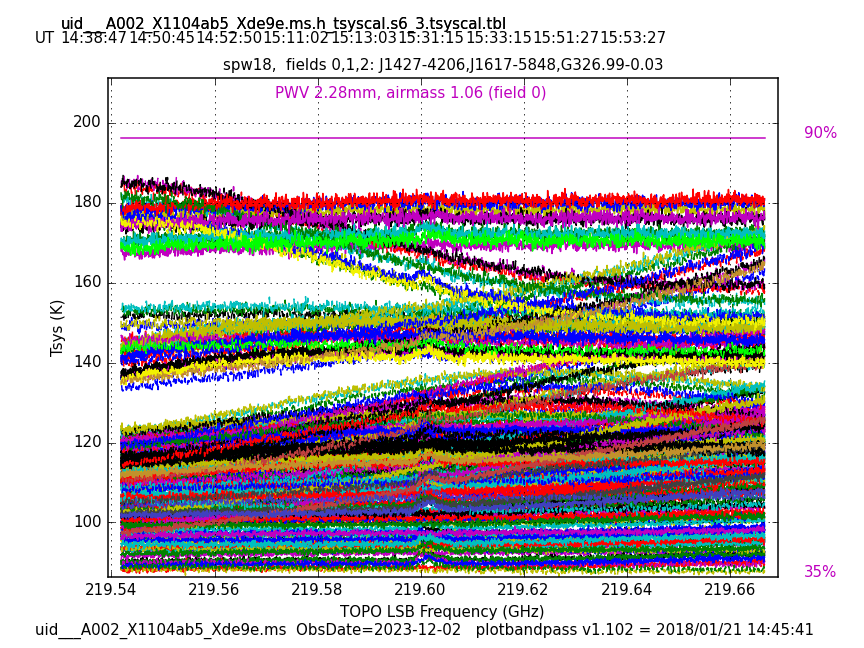 uid___A002_X1104ab5_Xde9e.ms.h_tsyscal.s6_3.tsyscal.tbl
UT 14:38:47 14:50:45 14:52:50 15:11:02 15:13:03 15:31:15 15:33:15 15:51:27 15:53:27
spw18, fields 0,1,2: J1427-4206,J1617-5848,G326.99-0.03
PWV 2.28mm, airmass 1.06 (field 0)
200
90%
180
160
Tsys (K)
140
120
100
35%
219.54 219.56 219.58 219.60 219.62 219.64 219.66
TOPO LSB Frequency (GHz)
uid___A002_X1104ab5_Xde9e.ms ObsDate=2023-12-02 plotbandpass v1.102 = 2018/01/21 14:45:41